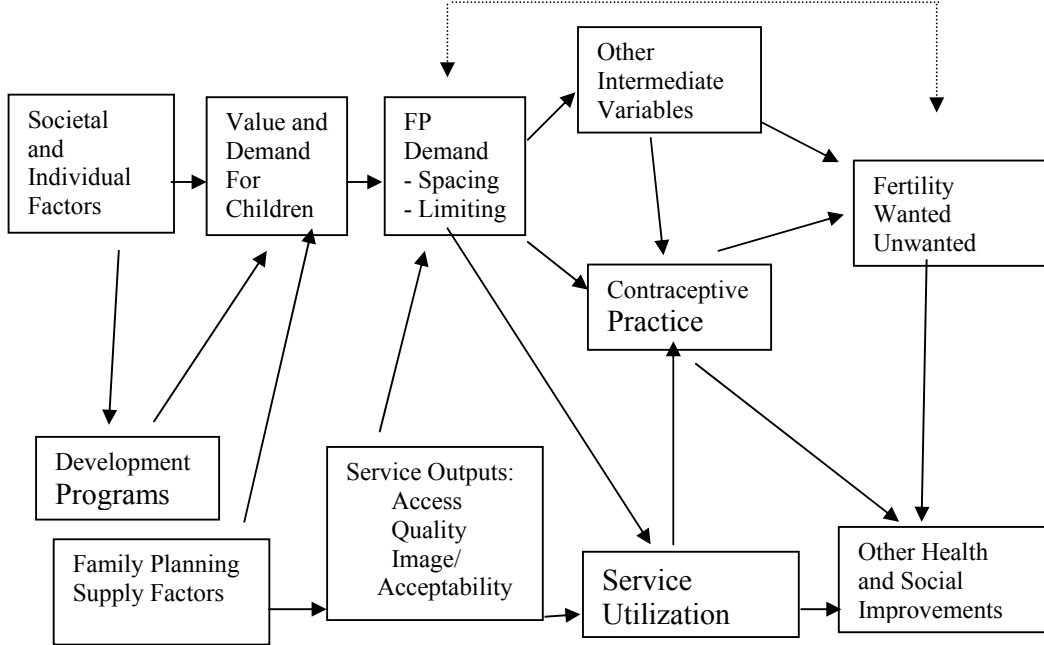 Societal
and
Individual
Factors
Value and
Demand
For
Children
FP
Demand
- Spacing
- Limiting
Other
Intermediate
Variables
Fertility
Wanted
Unwanted
Contraceptive
Practice
Development
Programs
Family Planning
Supply Factors
Service Outputs:
Access
Quality
Image/
Acceptability
Service
Utilization
Other Health
and Social
Improvements